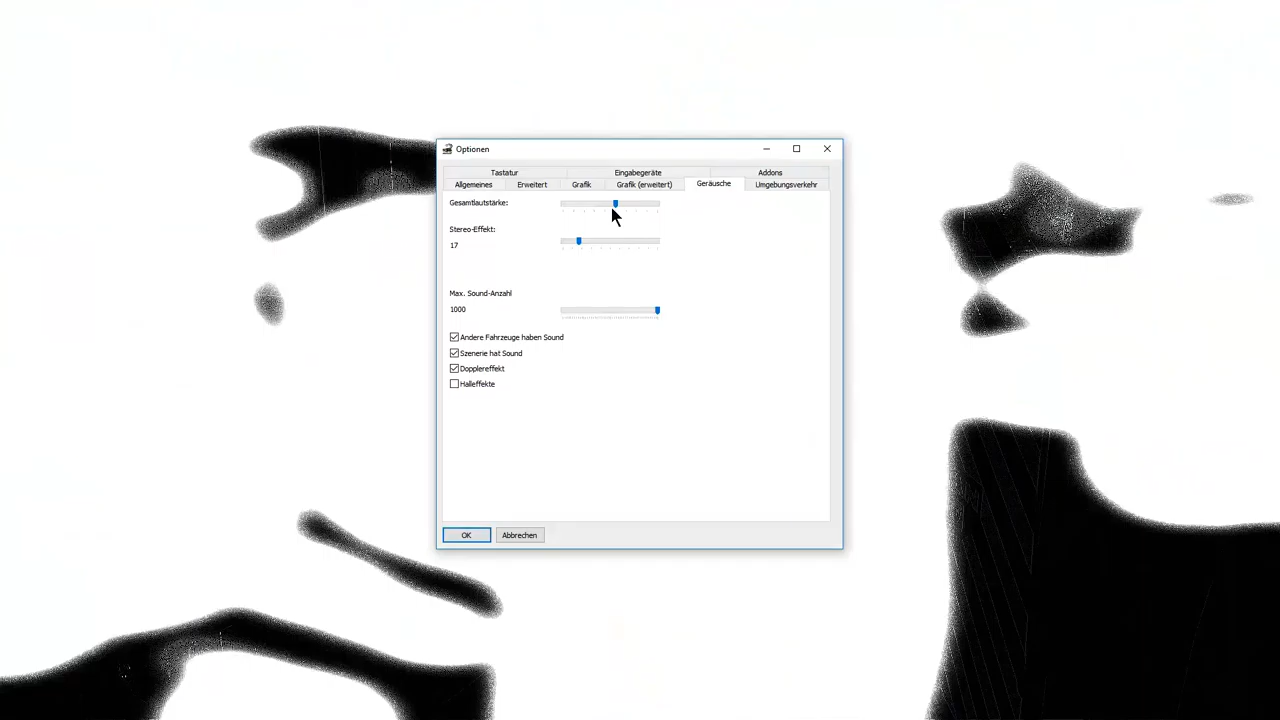 Optionen
Tastatur Eingabegeräte Addons
Allgemeines Erweitert Grafik Grafik (erweitert) Geräusche Umgebungsverkehr
Gesamtlautstärke:
Stereo-Effekt:
17
Max. Sound-Anzahl
1000
Andere Fahrzeuge haben Sound
Szenerie hat Sound
Dopplereffekt
Halleffekte
OK Abbrechen